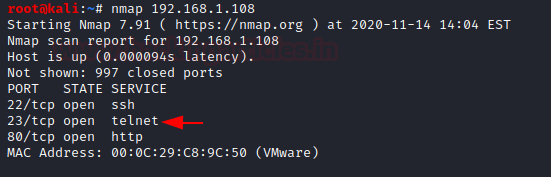 root@kali:~# nmap 192.168.1.108
Starting Nmap 7.91 ( https://nmap.org ) at 2020-11-14 14:04 EST
Nmap scan report for 192.168.1.108
Host is up (0.000094s latency).
Not shown: 997 closed ports
PORT   STATE SERVICE
22/tcp open  ssh
23/tcp open  telnet
80/tcp open  http
MAC Address: 00:0C:29:C8:9C:50 (VMware)